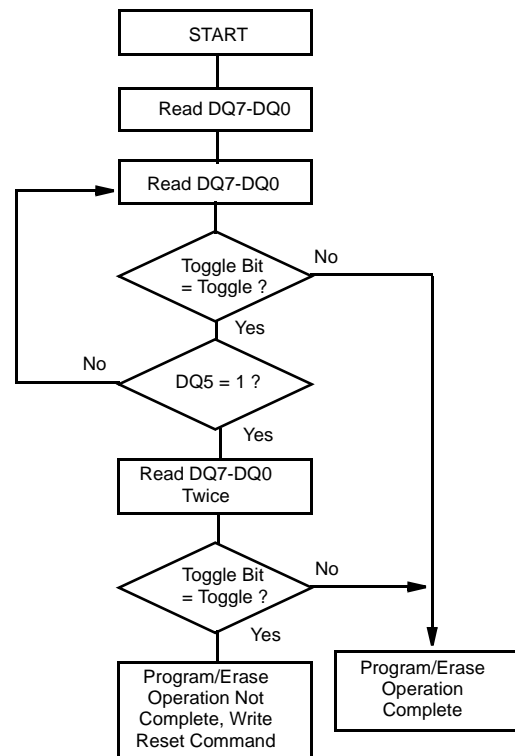 START
Read DQ7-DQ0
Read DQ7-DQ0
Toggle Bit
= Toggle ?
No
Yes
No
DQ5 = 1 ?
Yes
Read DQ7-DQ0
Twice
Toggle Bit
= Toggle ?
No
Yes
Program/Erase
Operation Not
Complete, Write
Reset Command
Program/Erase
Operation
Complete